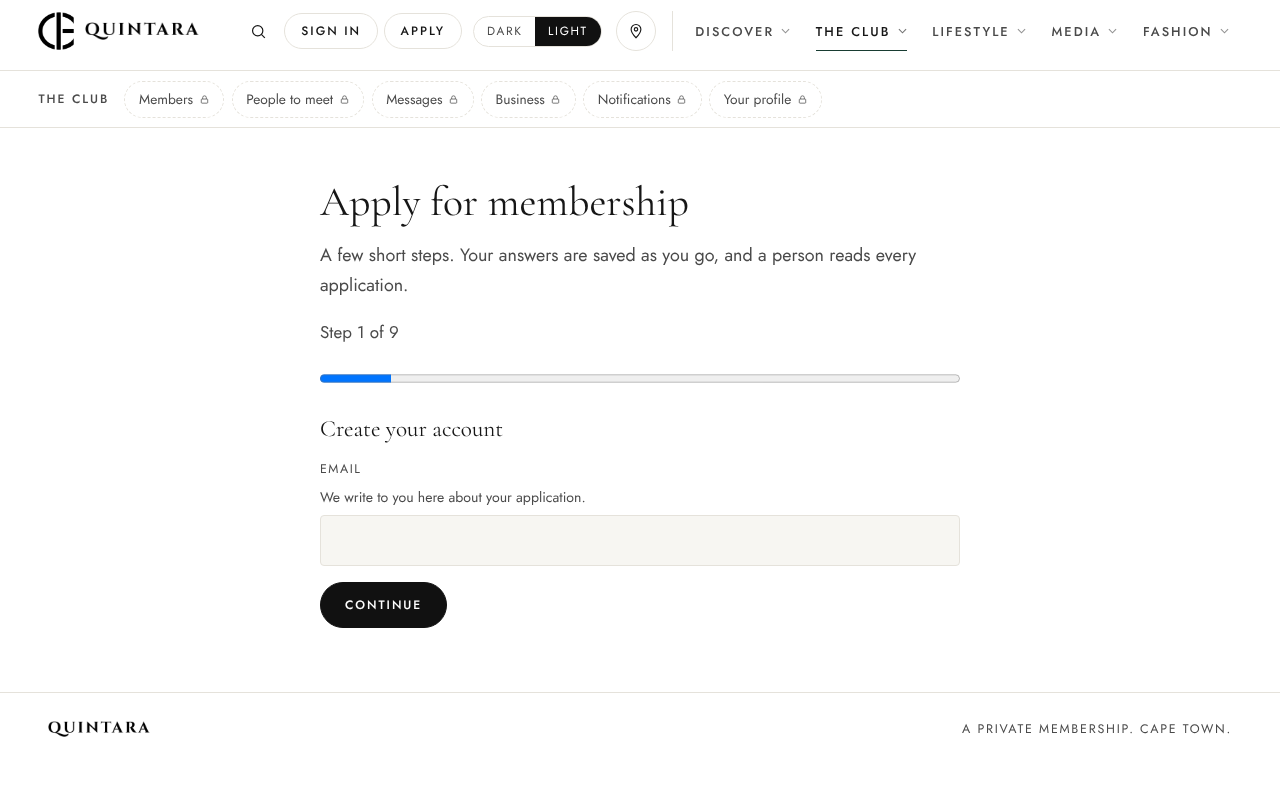 QUINTARA
SIGN IN
APPLY
DARK
LIGHT
DISCOVER
THE CLUB
LIFESTYLE
MEDIA
FASHION
THE CLUB
Members
People to meet
Messages
Business
Notifications
Your profile
Apply for membership
A few short steps. Your answers are saved as you go, and a person reads every
application.
Step 1 of 9
Create your account
EMAIL
We write to you here about your application.
CONTINUE
QUINTARA
A PRIVATE MEMBERSHIP. CAPE TOWN.